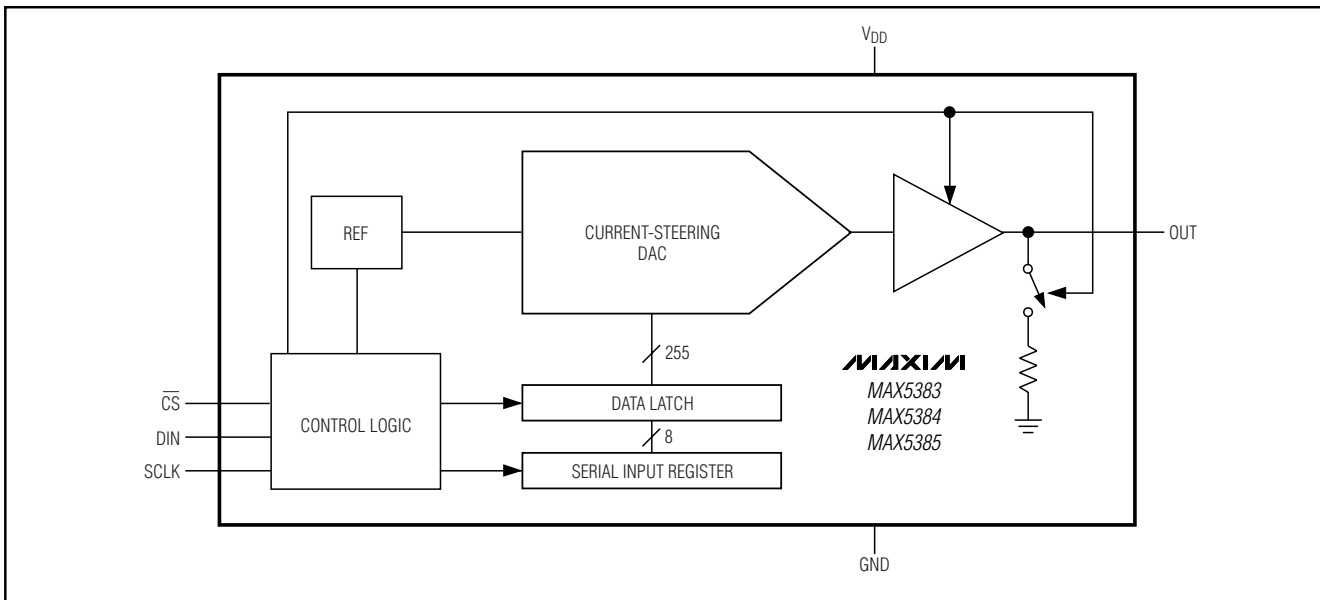 VDD
REF
CURRENT-STEERING
DAC
OUT
255
MAXIM
MAX5383
MAX5384
MAX5385
CS
DIN
SCLK
CONTROL LOGIC
DATA LATCH
8
SERIAL INPUT REGISTER
GND